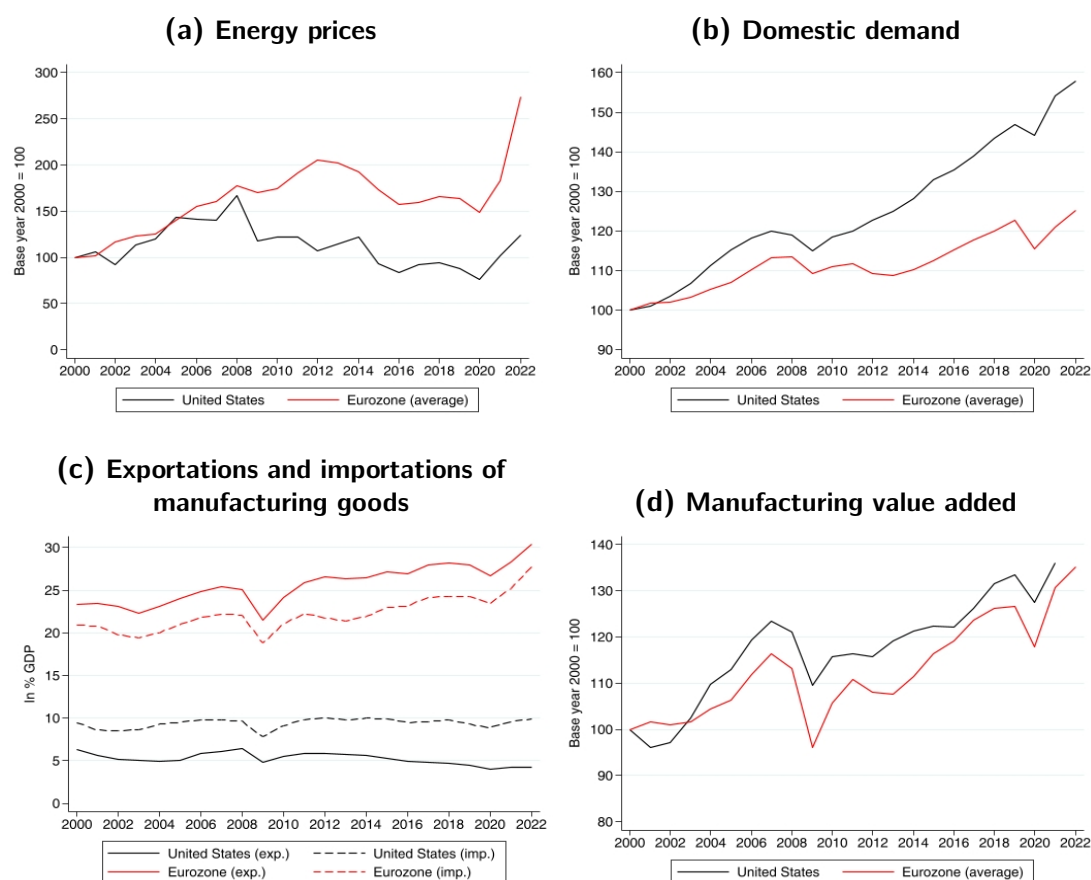 (a) Energy prices
300
250
200
150
100
50
0
Base year 2000 = 100
2000 2002 2004 2006 2008 2010 2012 2014 2016 2018 2020 2022
United States Eurozone (average)
(b) Domestic demand
160
150
140
130
120
110
100
90
Base year 2000 = 100
2000 2002 2004 2006 2008 2010 2012 2014 2016 2018 2020 2022
United States Eurozone (average)
(c) Exportations and importations of
manufacturing goods
30
25
20
15
10
5
0
In % GDP
2000 2002 2004 2006 2008 2010 2012 2014 2016 2018 2020 2022
United States (exp.) United States (imp.)
Eurozone (exp.) Eurozone (imp.)
(d) Manufacturing value added
140
130
120
110
100
90
80
Base year 2000 = 100
2000 2002 2004 2006 2008 2010 2012 2014 2016 2018 2020 2022
United States Eurozone (average)